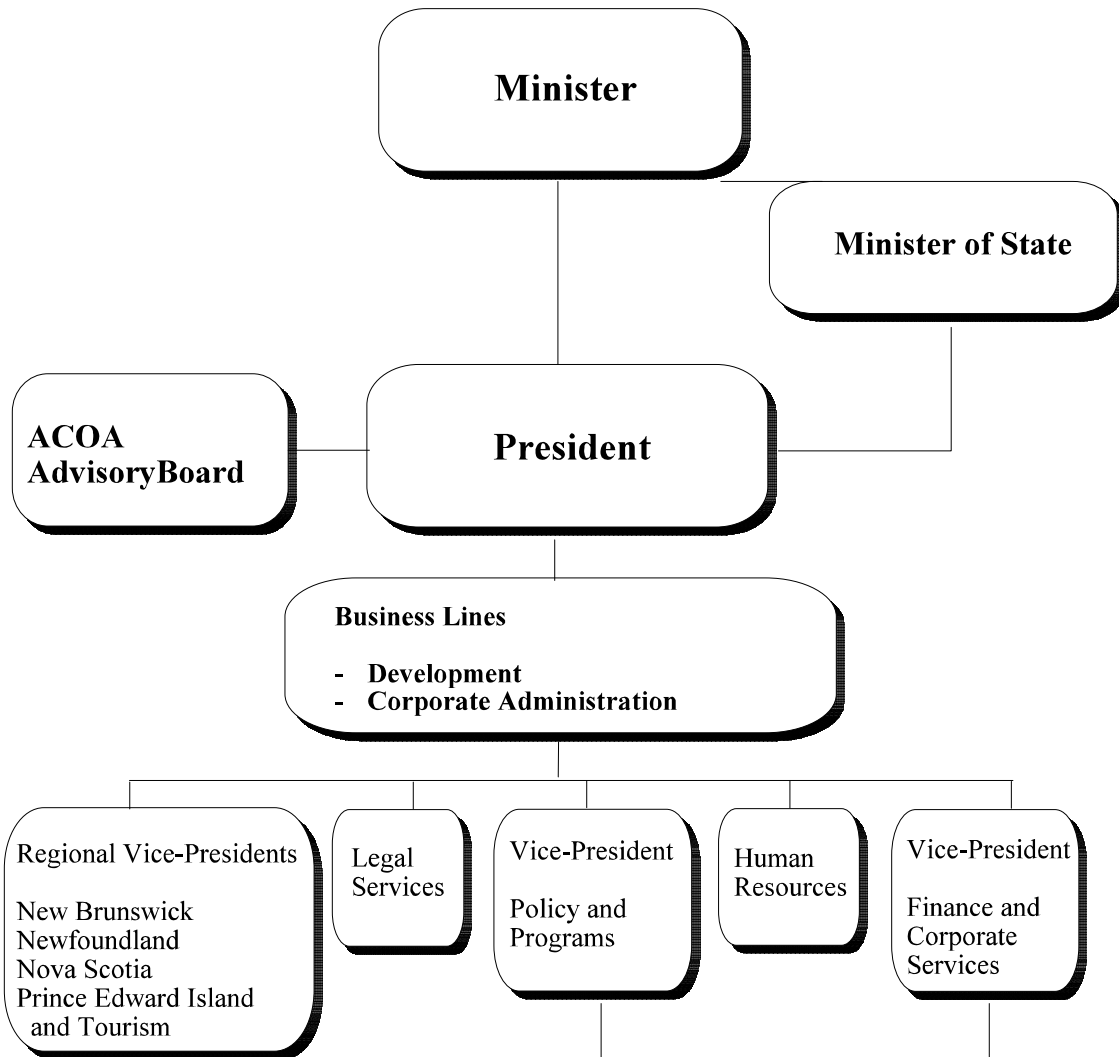 Minister
Minister of State
ACOA
AdvisoryBoard
President
Business Lines
- Development
- Corporate Administration
Regional Vice-Presidents
New Brunswick
Newfoundland
Nova Scotia
Prince Edward Island
and Tourism
Legal
Services
Vice-President
Policy and
Programs
Human
Resources
Vice-President
Finance and
Corporate
Services